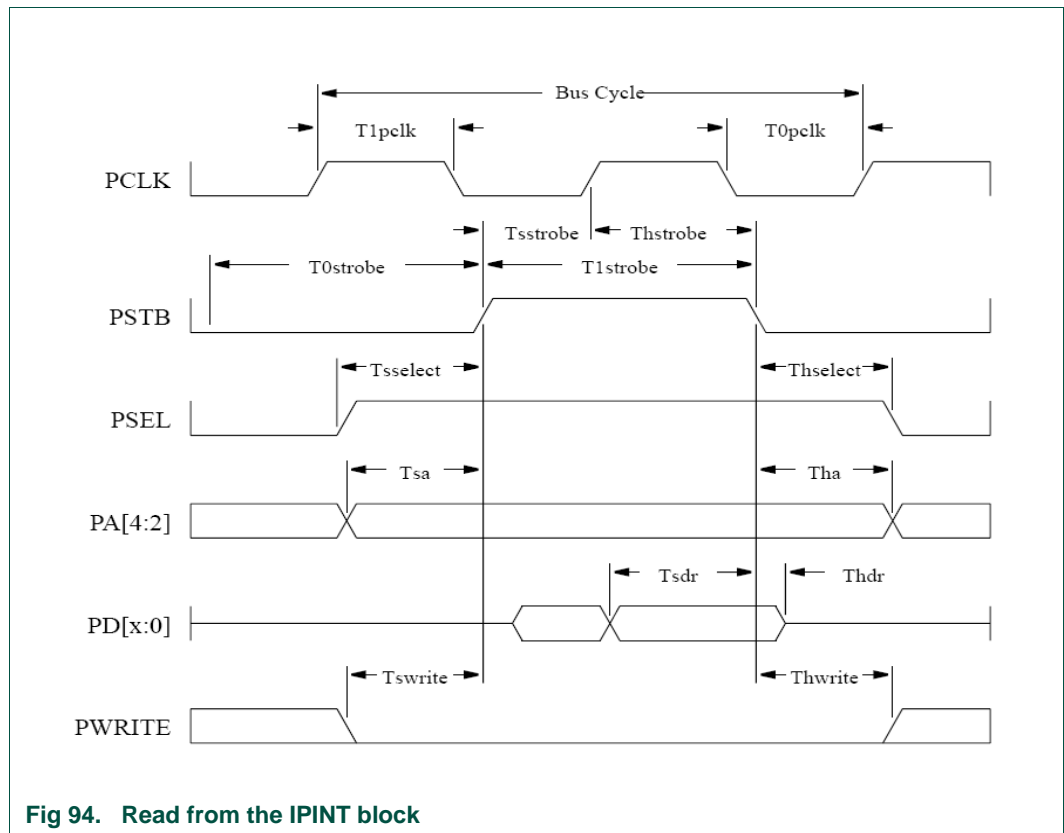 Bus Cycle
T1pclk T0pclk
PCLK
Tsstrobe Thstrobe
T0strobe T1strobe
PSTB
Tsselect Thselect
PSEL
Tsa Tha
PA[4:2]
Tsdr Thdr
PD[x:0]
Tswrite Thwrite
PWRITE
Fig 94. Read from the IPINT block